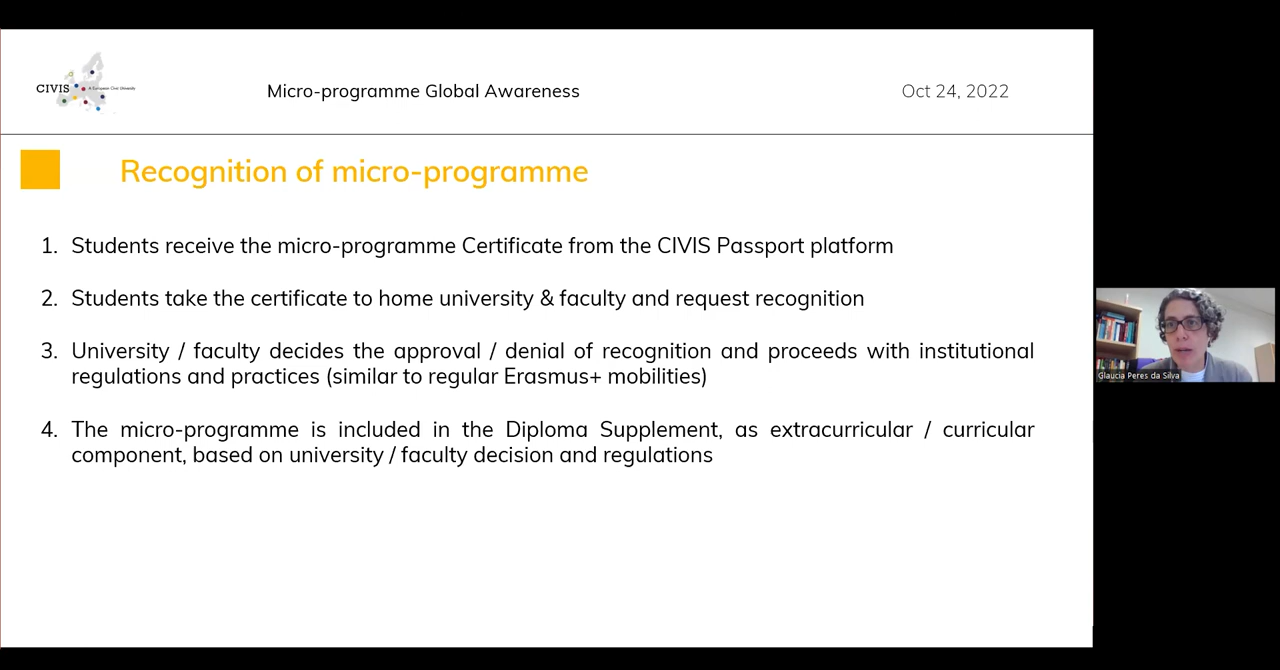 CIVIS
A European Civic University
Micro-programme Global Awareness
Oct 24, 2022
Recognition of micro-programme
1. Students receive the micro-programme Certificate from the CIVIS Passport platform
2. Students take the certificate to home university & faculty and request recognition
3. University / faculty decides the approval / denial of recognition and proceeds with institutional
regulations and practices (similar to regular Erasmus+ mobilities)
4. The micro-programme is included in the Diploma Supplement, as extracurricular / curricular
component, based on university / faculty decision and regulations
Glaucia Peres da Silva